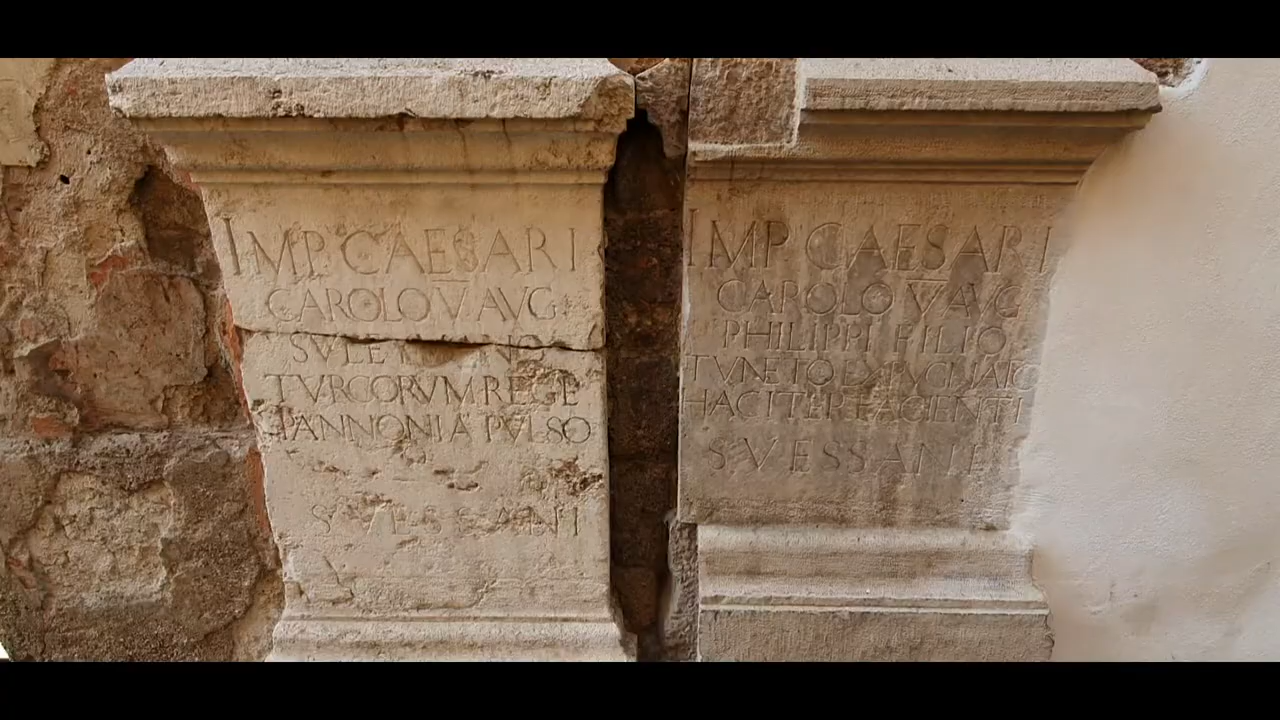 IMP CAESARI
CAROLO V AVG
TVRCORVM REGE
PANNONIA PVLSO
SVESSANI
IMP CAESARI
CAROLO V AVG
PHILIPPI FILIO
TVNETO EXPVGNATO
HAC ITER FACIENTI
SVESSANI